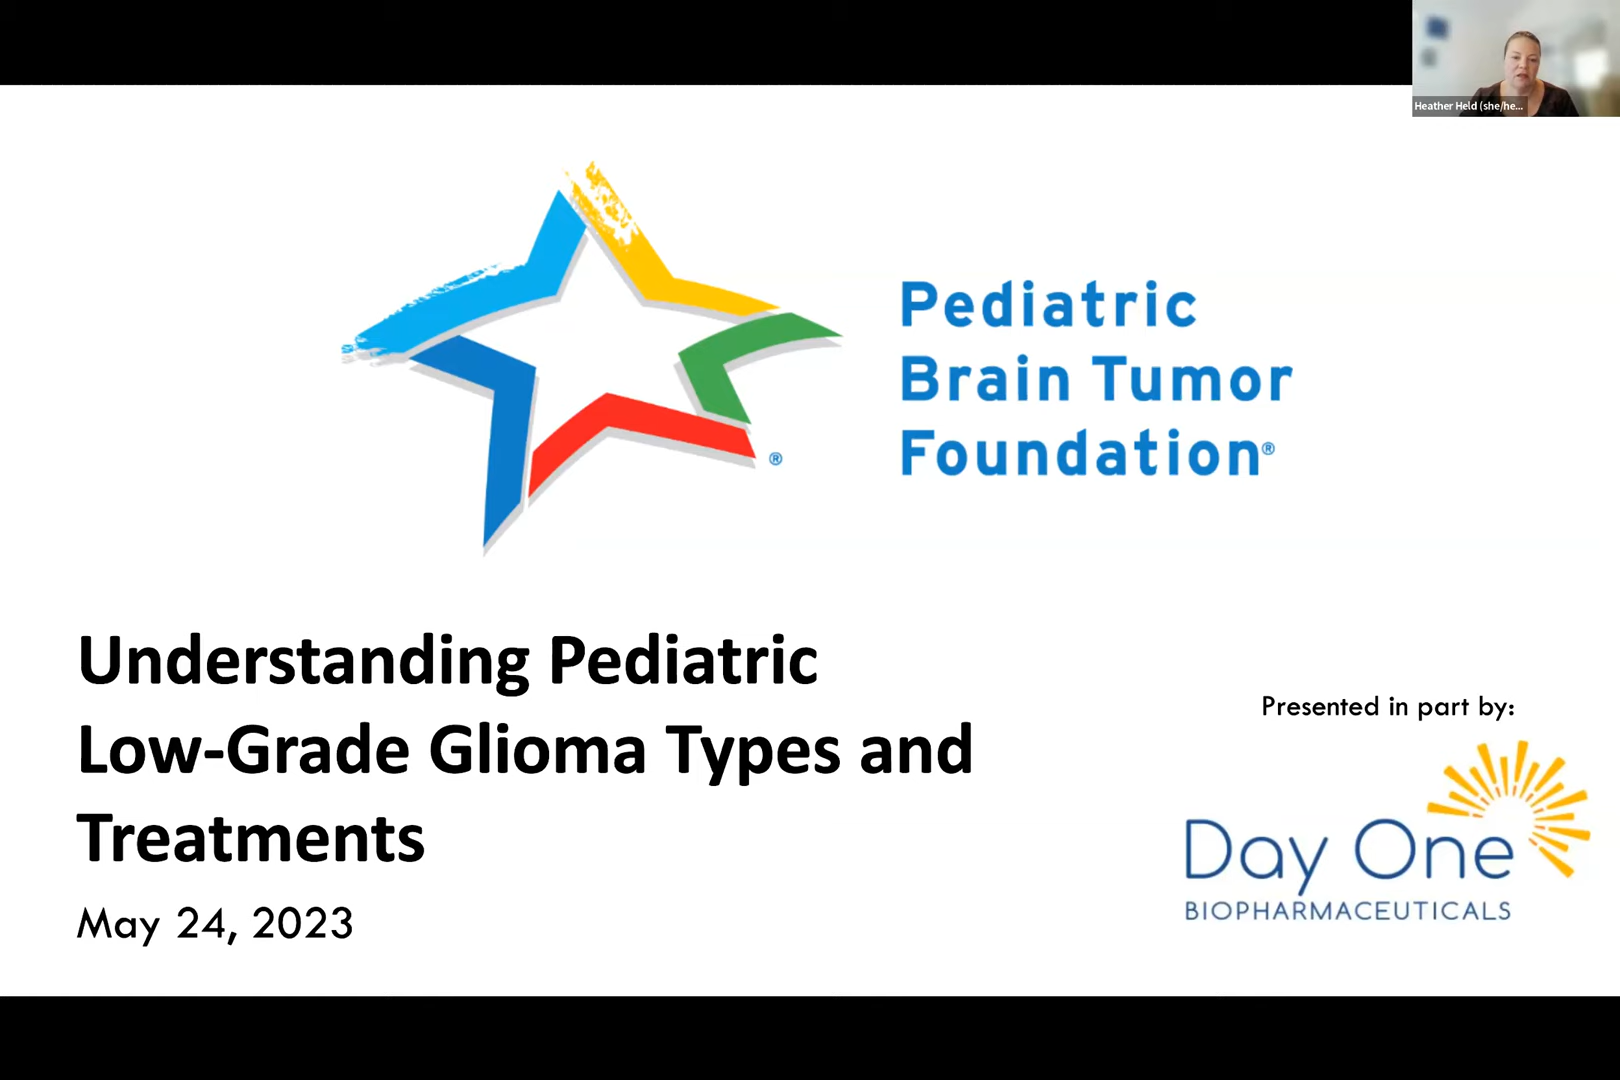 Heather Held (she/he...
Pediatric
Brain Tumor
Foundation®
®
Understanding Pediatric
Low-Grade Glioma Types and
Treatments
May 24, 2023
Presented in part by:
Day One
BIOPHARMACEUTICALS